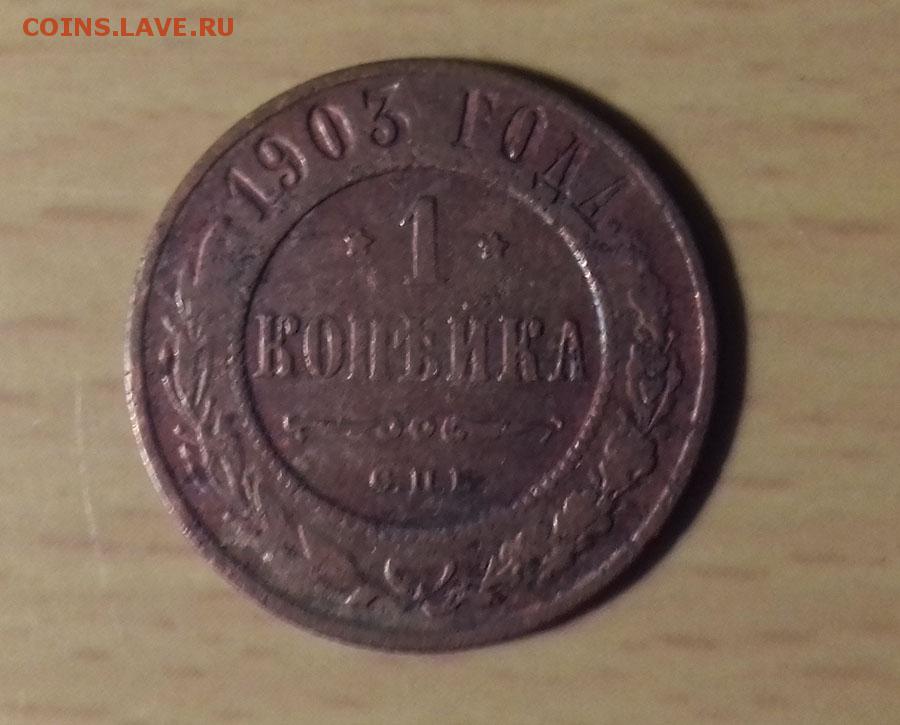 COINS.LAVE.RU
1903 ГОДА
* 1 *
КОПѢЙКА
С.П.Б.